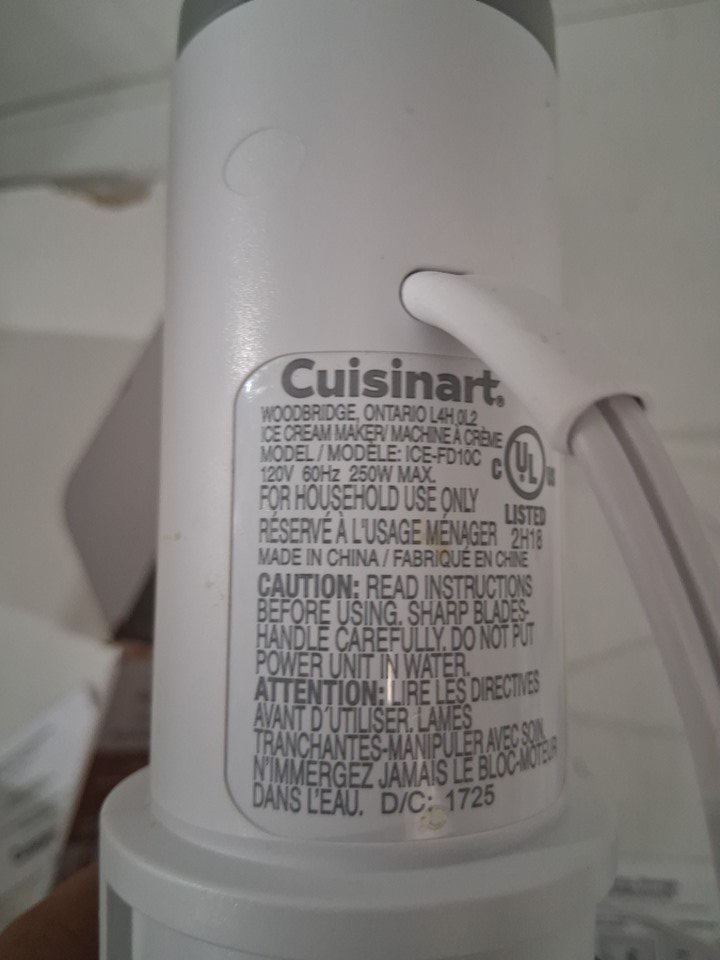 Cuisinart®
WOODBRIDGE, ONTARIO L4H 0L2
ICE CREAM MAKER/ MACHINE À CRÈME
MODEL / MODÈLE: ICE-FD10C
120V 60Hz 250W MAX.
C UL US
LISTED
2H18
FOR HOUSEHOLD USE ONLY
RÉSERVÉ À L'USAGE MÉNAGER
MADE IN CHINA / FABRIQUÉ EN CHINE
CAUTION: READ INSTRUCTIONS
BEFORE USING. SHARP BLADES-
HANDLE CAREFULLY. DO NOT PUT
POWER UNIT IN WATER.
ATTENTION: LIRE LES DIRECTIVES
AVANT D'UTILISER. LAMES
TRANCHANTES-MANIPULER AVEC SOIN.
N'IMMERGEZ JAMAIS LE BLOC-MOTEUR
DANS L'EAU. D/C: 1725